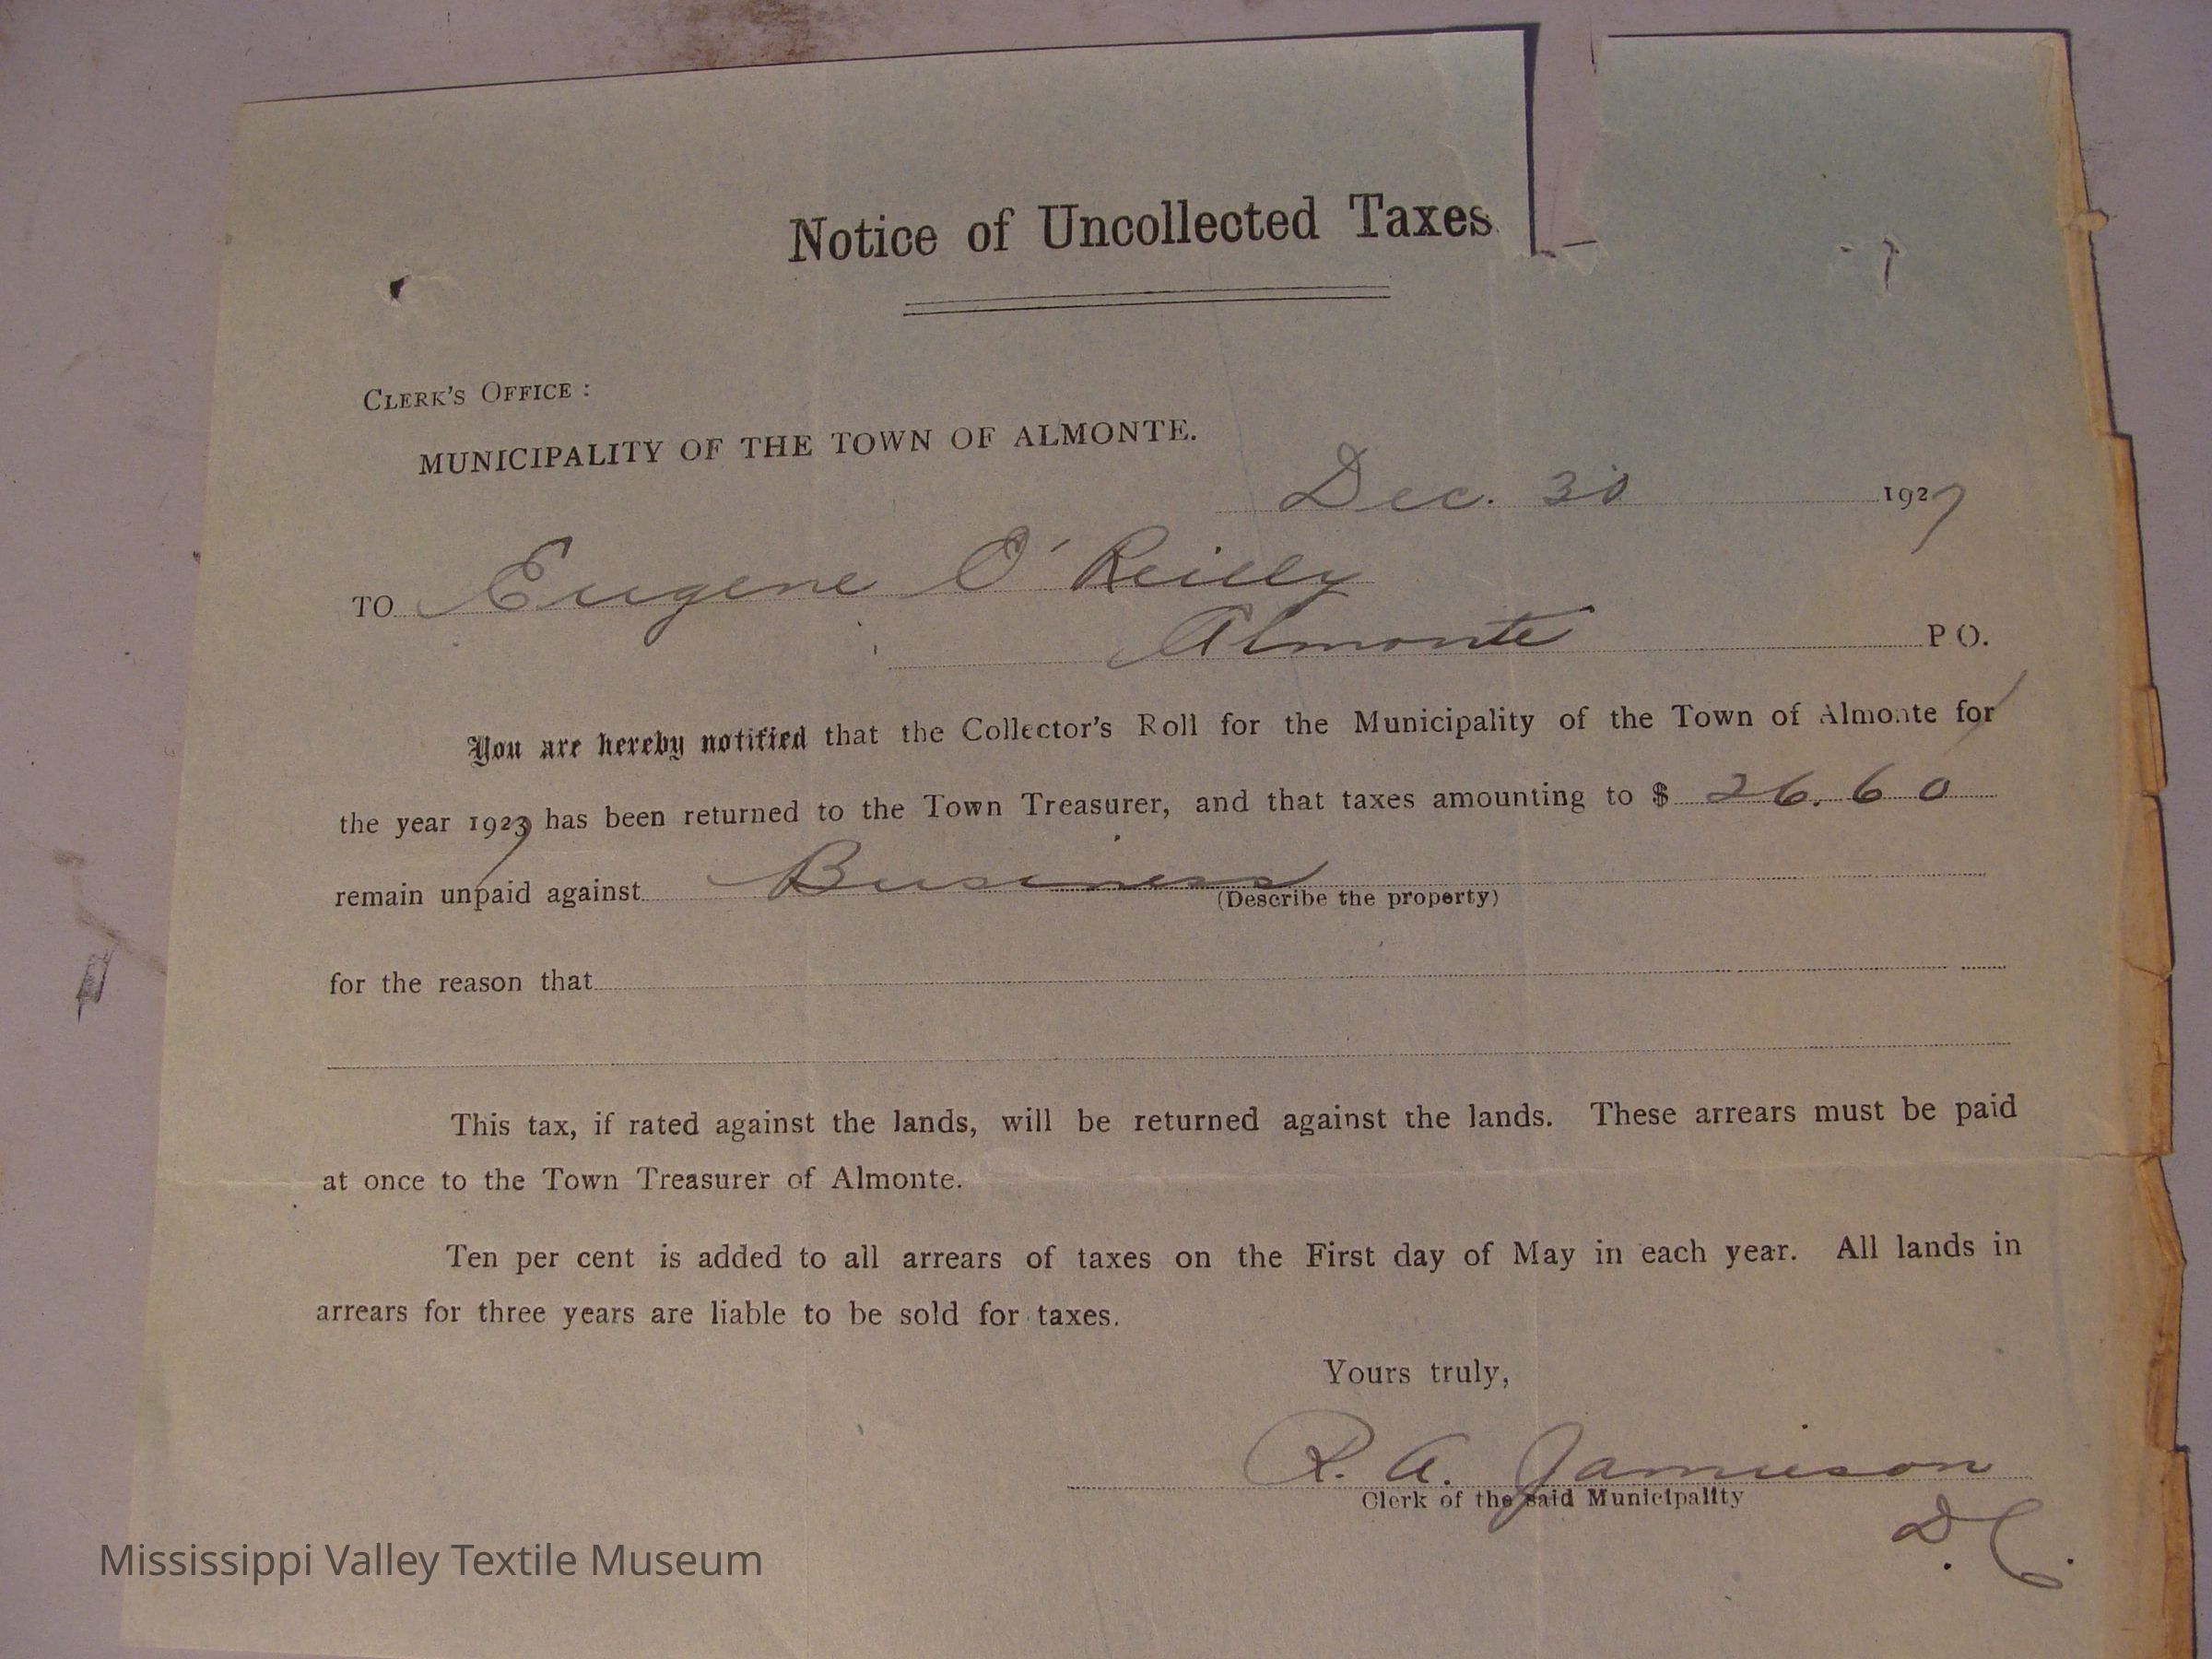 Notice of Uncollected Taxes
CLERK'S OFFICE :
MUNICIPALITY OF THE TOWN OF ALMONTE.
Dec. 30 1927
TO Eugene O'Reilly
Almonte P O.
You are hereby notified that the Collector's Roll for the Municipality of the Town of Almonte for
the year 1927 has been returned to the Town Treasurer, and that taxes amounting to $ 26.60
remain unpaid against Business
(Describe the property)
for the reason that
This tax, if rated against the lands, will be returned against the lands. These arrears must be paid
at once to the Town Treasurer of Almonte.
Ten per cent is added to all arrears of taxes on the First day of May in each year. All lands in
arrears for three years are liable to be sold for taxes.
Yours truly,
R. A. Jamieson
Clerk of the said Municipality
D. C.
Mississippi Valley Textile Museum